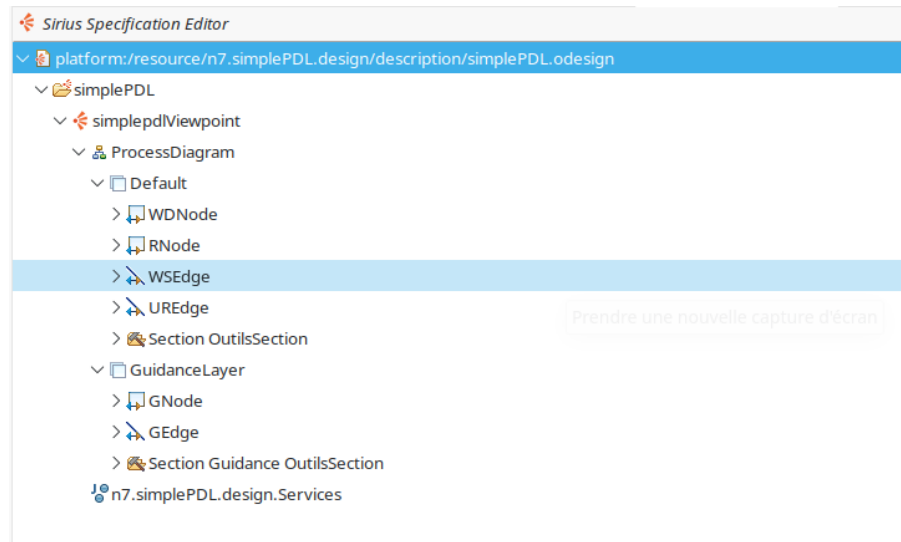 Sirius Specification Editor
platform:/resource/n7.simplePDL.design/description/simplePDL.odesign
simplePDL
simplepdlViewpoint
ProcessDiagram
Default
WDNode
RNode
WSEdge
UREdge
Prendre une nouvelle capture d'écran
Section OutilsSection
GuidanceLayer
GNode
GEdge
Section Guidance OutilsSection
n7.simplePDL.design.Services